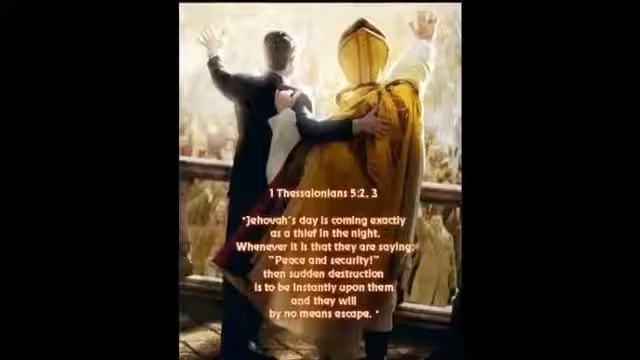 1 Thessalonians 5:2, 3
"Jehovah's day is coming exactly
as a thief in the night.
Whenever it is that they are saying:
"Peace and security!"
then sudden destruction
is to be instantly upon them
and they will
by no means escape. "